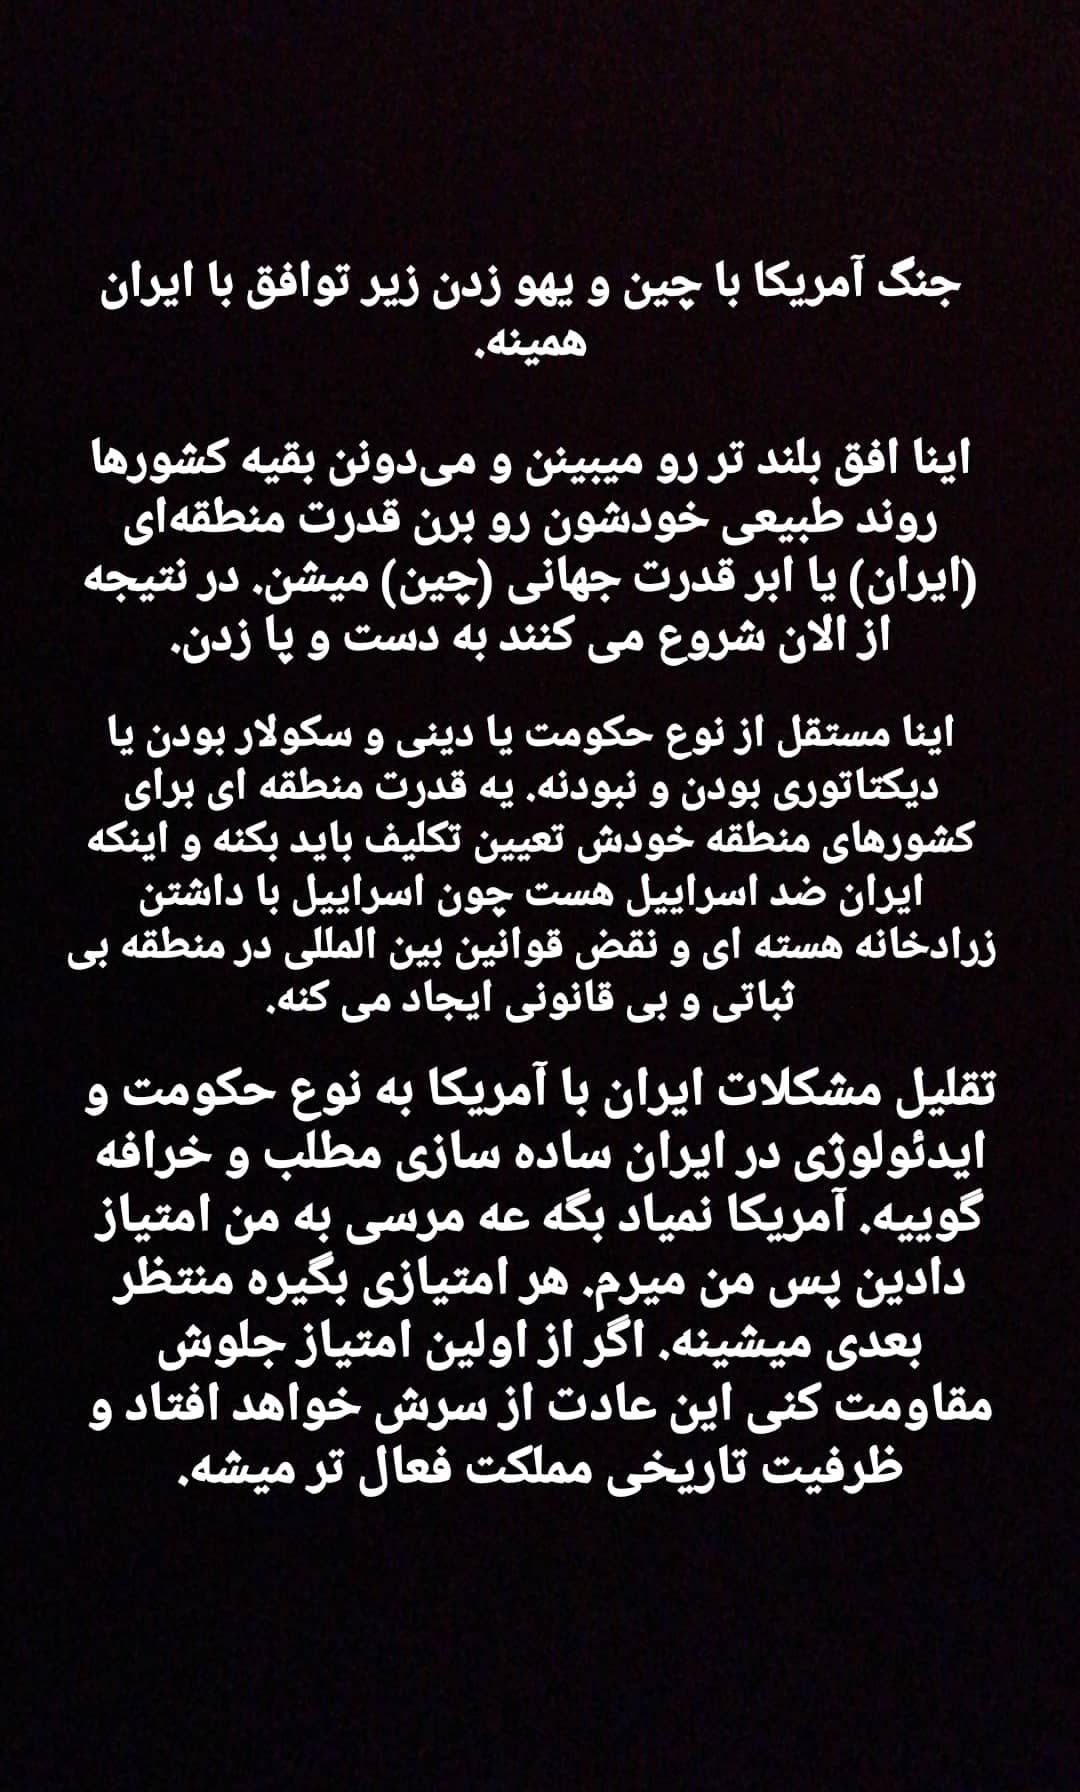 جنگ آمریکا با چین و یهو زدن زیر توافق با ایران
همینه.
اینا افق بلند تر رو میبینن و می‌دونن بقیه کشورها
روند طبیعی خودشون رو برن قدرت منطقه‌ای
(ایران) یا ابر قدرت جهانی (چین) میشن. در نتیجه
از الان شروع می کنند به دست و پا زدن.
اینا مستقل از نوع حکومت یا دینی و سکولار بودن یا
دیکتاتوری بودن و نبودنه. یه قدرت منطقه ای برای
کشورهای منطقه خودش تعیین تکلیف باید بکنه و اینکه
ایران ضد اسراییل هست چون اسراییل با داشتن
زرادخانه هسته ای و نقض قوانین بین المللی در منطقه بی
ثباتی و بی قانونی ایجاد می کنه.
تقلیل مشکلات ایران با آمریکا به نوع حکومت و
ایدئولوژی در ایران ساده سازی مطلب و خرافه
گوییه. آمریکا نمیاد بگه عه مرسی به من امتیاز
دادین پس من میرم. هر امتیازی بگیره منتظر
بعدی میشینه. اگر از اولین امتیاز جلوش
مقاومت کنی این عادت از سرش خواهد افتاد و
ظرفیت تاریخی مملکت فعال تر میشه.